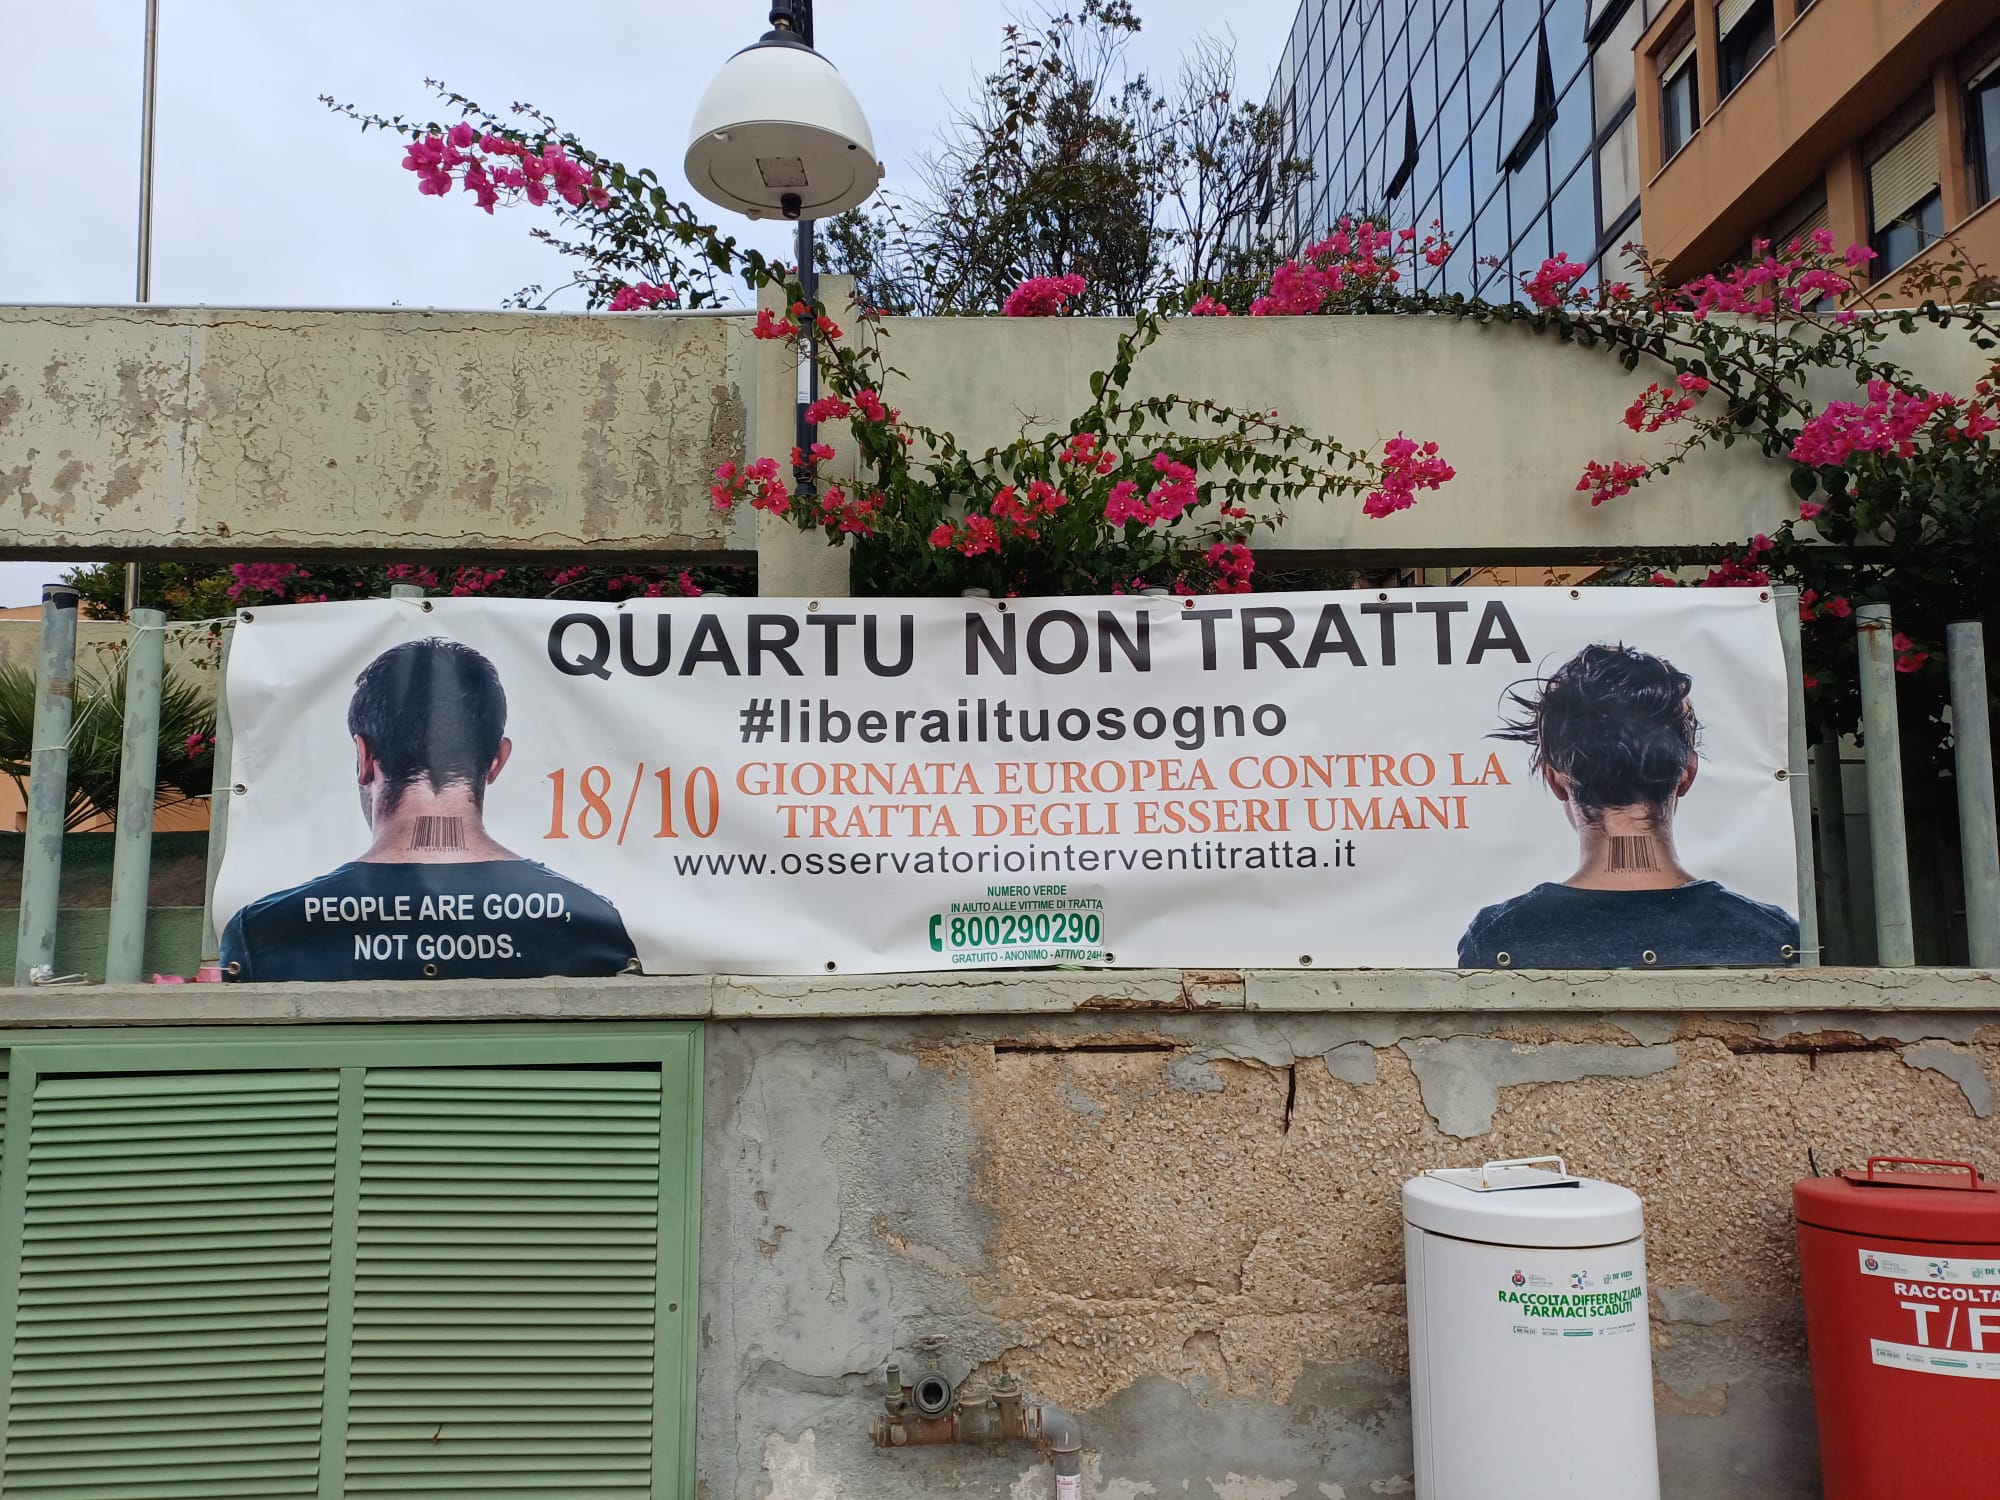 QUARTU NON TRATTA
#liberailtuosogno
18/10 GIORNATA EUROPEA CONTRO LA
TRATTA DEGLI ESSERI UMANI
www.osservatoriointerventitratta.it
NUMERO VERDE
IN AIUTO ALLE VITTIME DI TRATTA
800290290
GRATUITO - ANONIMO - ATTIVO 24H
PEOPLE ARE GOOD,
NOT GOODS.
DE VIZIA
RACCOLTA DIFFERENZIATA
FARMACI SCADUTI
RACCOLTA
T/F